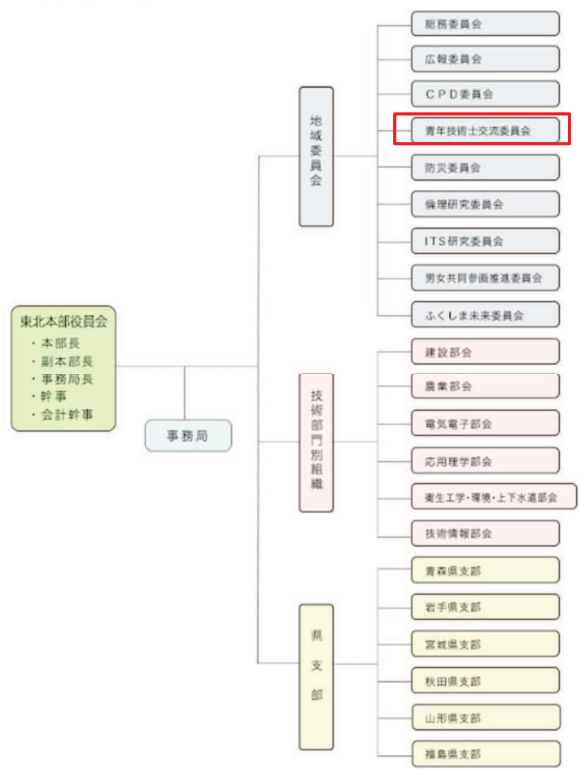 東北本部役員会
・本部長
・副本部長
・事務局長
・幹事
・会計幹事
事務局
地域委員会
総務委員会
広報委員会
CPD委員会
青年技術士交流委員会
防災委員会
倫理研究委員会
ITS研究委員会
男女共同参画推進委員会
ふくしま未来委員会
技術部門別組織
建設部会
農業部会
電気電子部会
応用理学部会
衛生工学・環境・上下水道部会
技術情報部会
県支部
青森県支部
岩手県支部
宮城県支部
秋田県支部
山形県支部
福島県支部